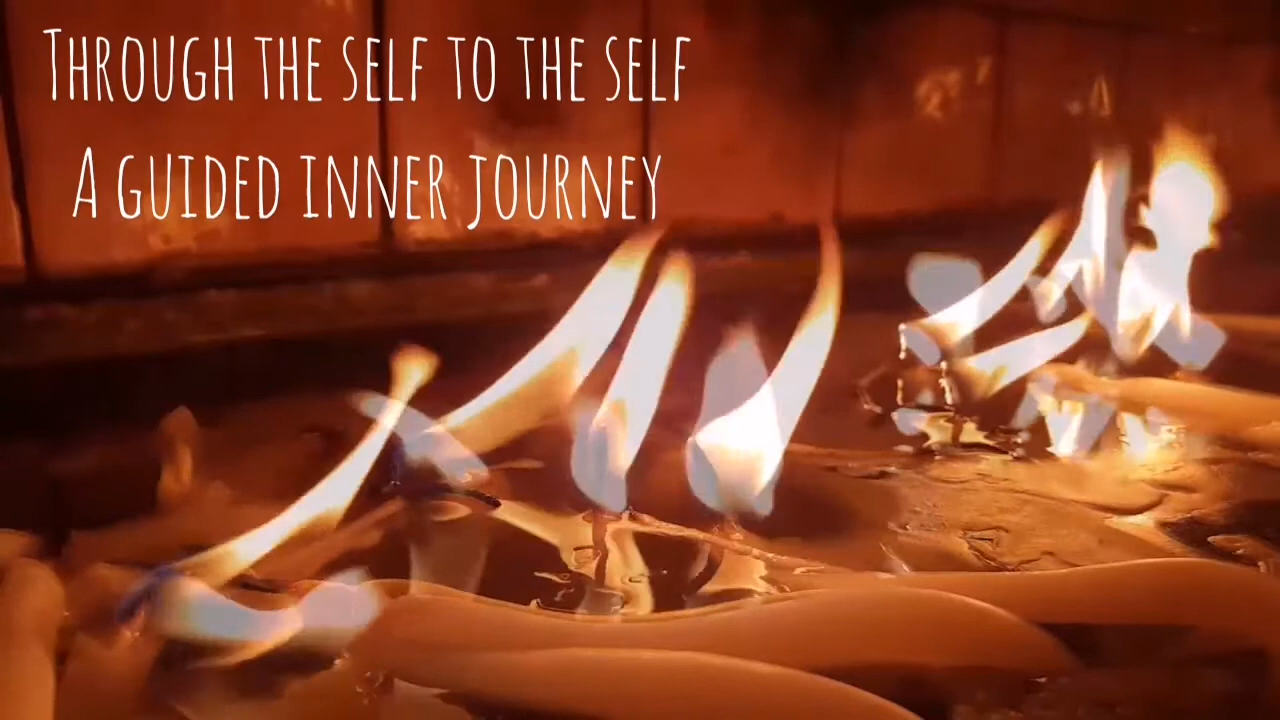 Through the self to the self
A guided inner journey